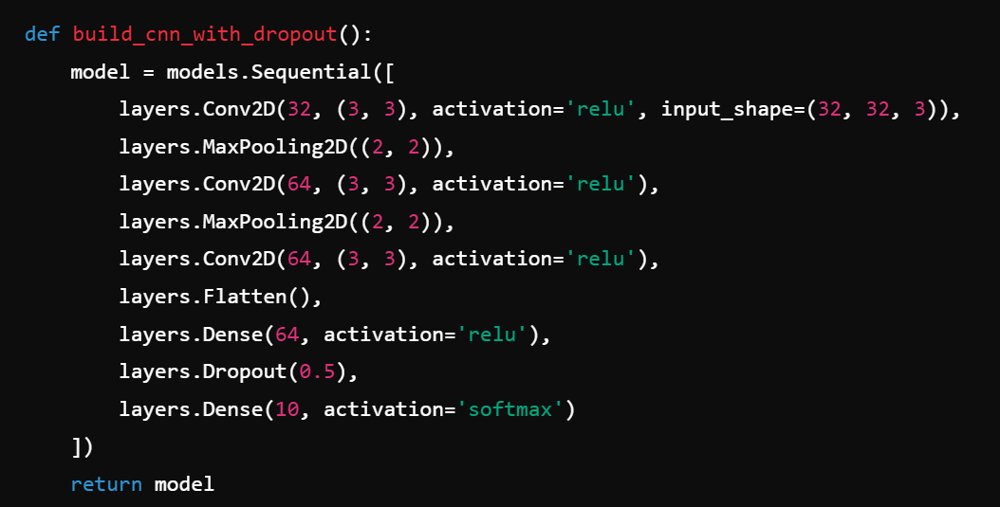 def build_cnn_with_dropout():
    model = models.Sequential([
        layers.Conv2D(32, (3, 3), activation='relu', input_shape=(32, 32, 3)),
        layers.MaxPooling2D((2, 2)),
        layers.Conv2D(64, (3, 3), activation='relu'),
        layers.MaxPooling2D((2, 2)),
        layers.Conv2D(64, (3, 3), activation='relu'),
        layers.Flatten(),
        layers.Dense(64, activation='relu'),
        layers.Dropout(0.5),
        layers.Dense(10, activation='softmax')
    ])
    return model